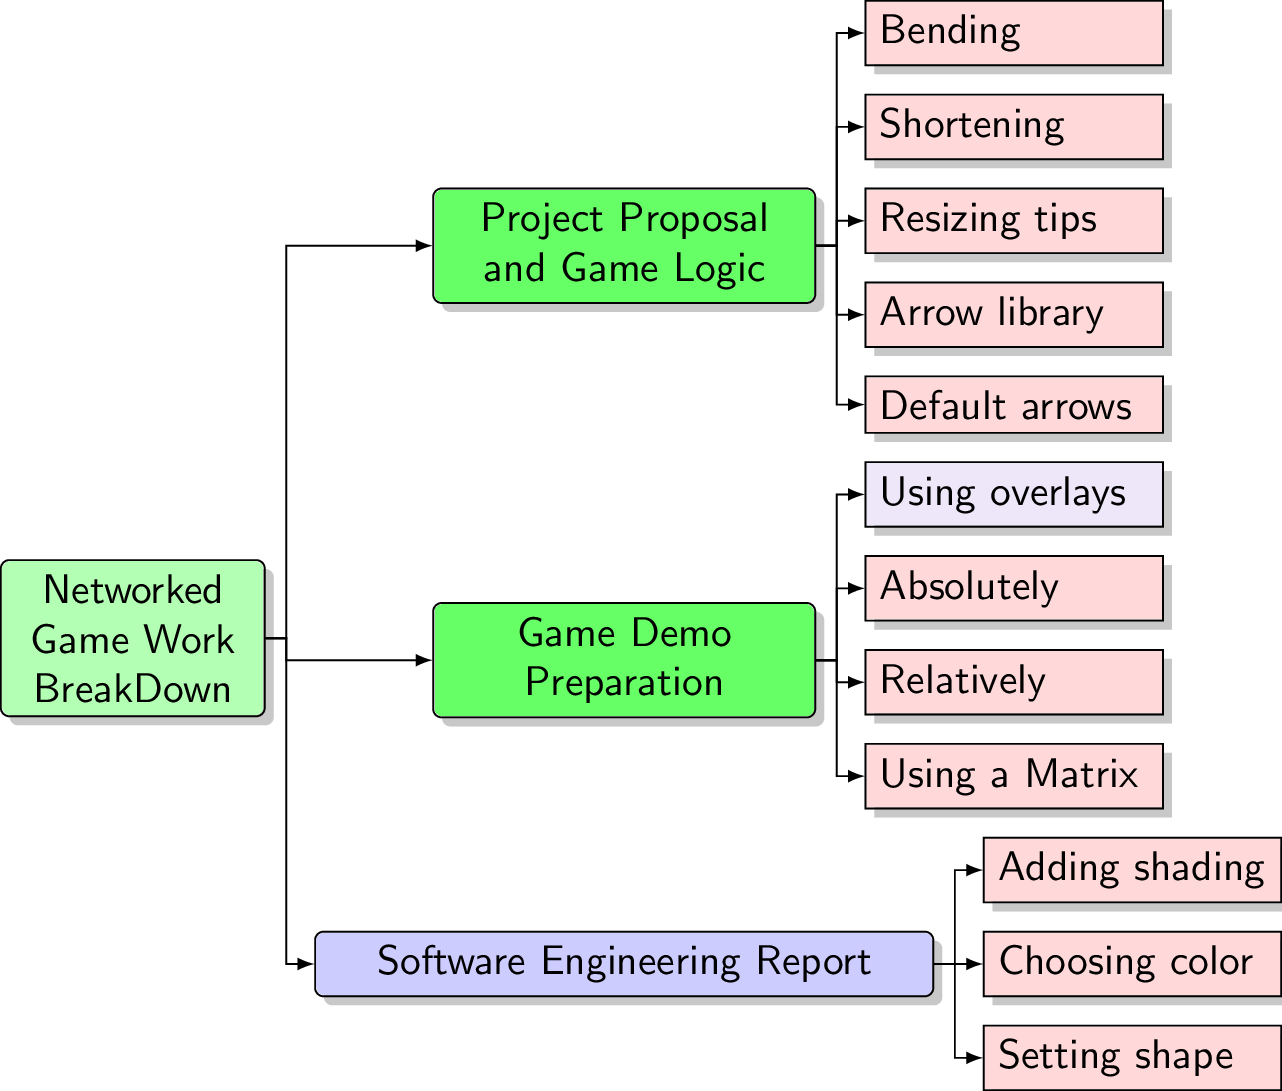 Networked
Game Work
BreakDown
Project Proposal
and Game Logic
Bending
Shortening
Resizing tips
Arrow library
Default arrows
Game Demo
Preparation
Using overlays
Absolutely
Relatively
Using a Matrix
Software Engineering Report
Adding shading
Choosing color
Setting shape